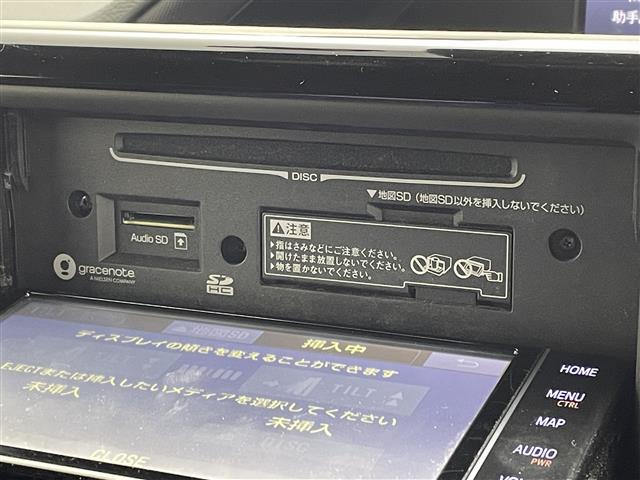 助手
DISC
▼地図SD（地図SD以外を挿入しないでください）
Audio SD
gracenote.
A NIELSEN COMPANY
SD
HC
注意
▶指はさみなどにご注意ください。
▶開けたまま放置しないでください。
▶物を置かないでください。
地図SD
挿入中
ディスプレイの傾きを変えることができます
TILT
EJECTまたは挿入したいメディアを選択してください
未挿入
未挿入
DISC
CLOSE
HOME
MENU
CTRL
MAP
AUDIO
PWR